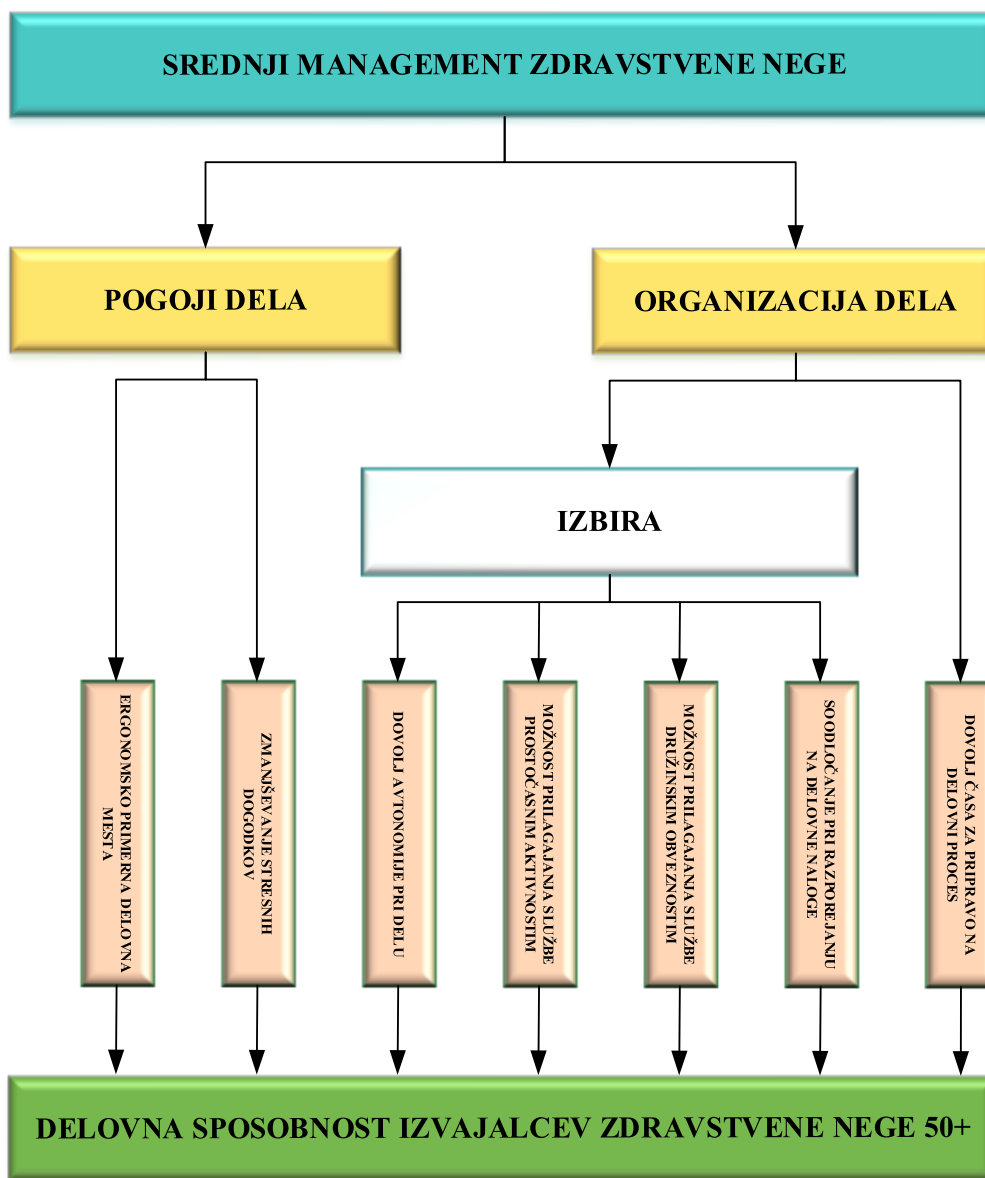 SREDNJI MANAGEMENT ZDRAVSTVENE NEGE
POGOJI DELA
ORGANIZACIJA DELA
IZBIRA
ERGONOMSKO PRIMERNA DELOVNA
MESTA
ZMANJŠEVANJE STRESNIH
DOGODKOV
DOVOLJ AVTONOMIJE PRI DELU
MOŽNOST PRILAGAJANJA SLUŽBE
PROSTOČASNIM AKTIVNOSTIM
MOŽNOST PRILAGAJANJA SLUŽBE
DRUŽINSKIM OBVEZNOSTIM
SOODLOČANJE PRI RAZPOREJANJU
NA DELOVNE NALOGE
DOVOLJ ČASA ZA PRIPRAVO NA
DELOVNI PROCES
DELOVNA SPOSOBNOST IZVAJALCEV ZDRAVSTVENE NEGE 50+